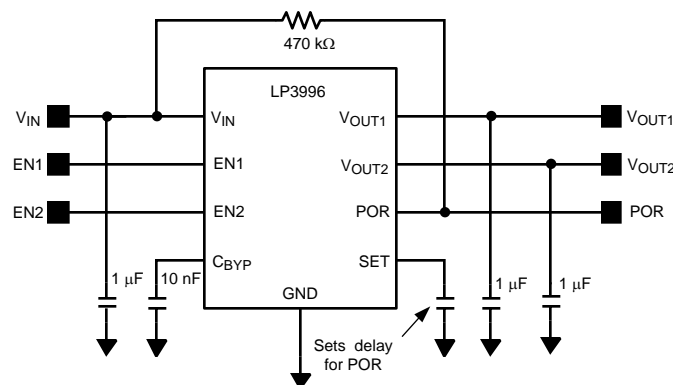 470 kΩ
LP3996
VIN
VIN
VOUT1
VOUT1
EN1
EN1
VOUT2
VOUT2
EN2
EN2
POR
POR
CBYP
SET
1 µF
10 nF
1 µF
1 µF
GND
Sets delay
for POR